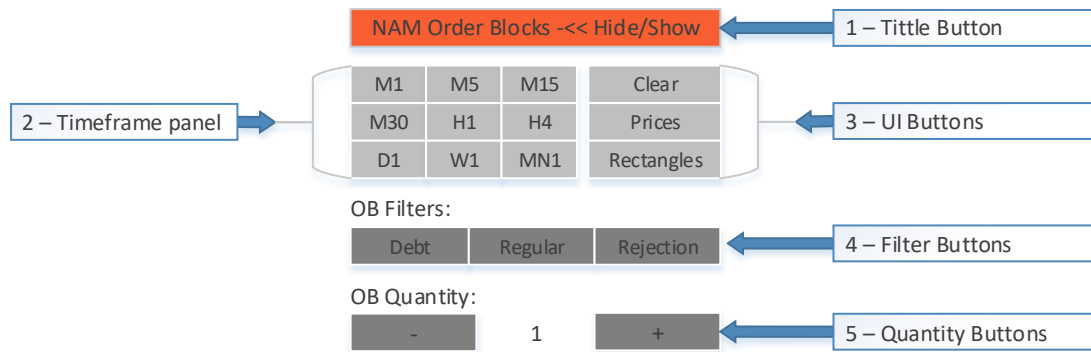 NAM Order Blocks -<< Hide/Show
1 – Tittle Button
M1 M5 M15 Clear
2 – Timeframe panel
M30 H1 H4 Prices
3 – UI Buttons
D1 W1 MN1 Rectangles
OB Filters:
Debt Regular Rejection
4 – Filter Buttons
OB Quantity:
- 1 +
5 – Quantity Buttons